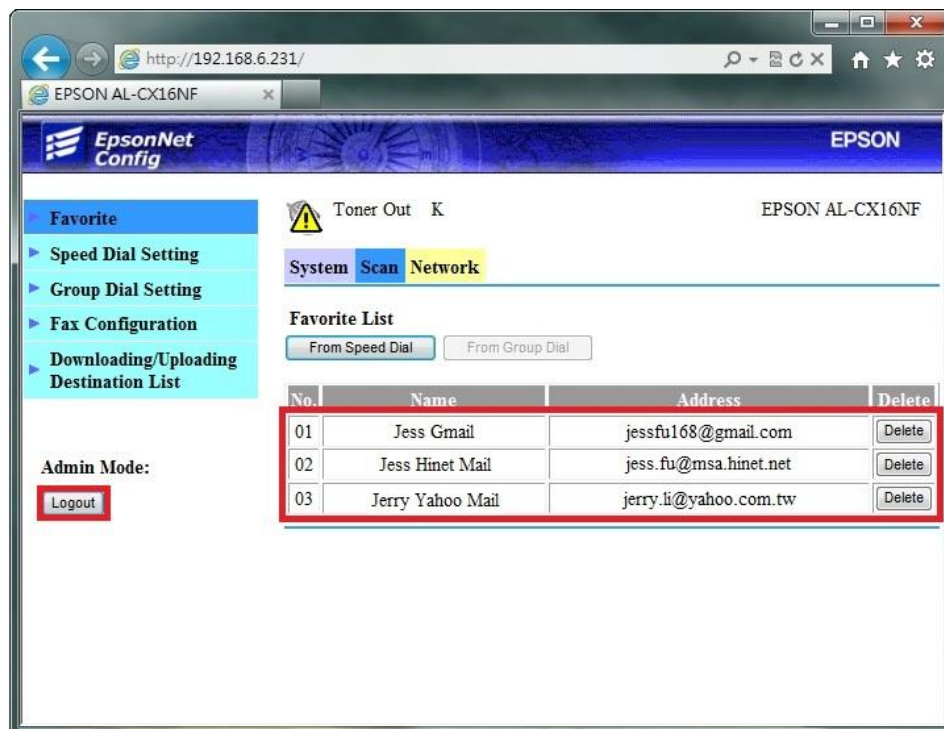 http://192.168.6.231/
EPSON AL-CX16NF
EpsonNet
Config
EPSON
Favorite
Speed Dial Setting
Group Dial Setting
Fax Configuration
Downloading/Uploading
Destination List
Admin Mode:
Logout
Toner Out K
EPSON AL-CX16NF
System Scan Network
Favorite List
From Speed Dial From Group Dial
No. Name Address Delete
01 Jess Gmail jessfu168@gmail.com Delete
02 Jess Hinet Mail jess.fu@msa.hinet.net Delete
03 Jerry Yahoo Mail jerry.li@yahoo.com.tw Delete